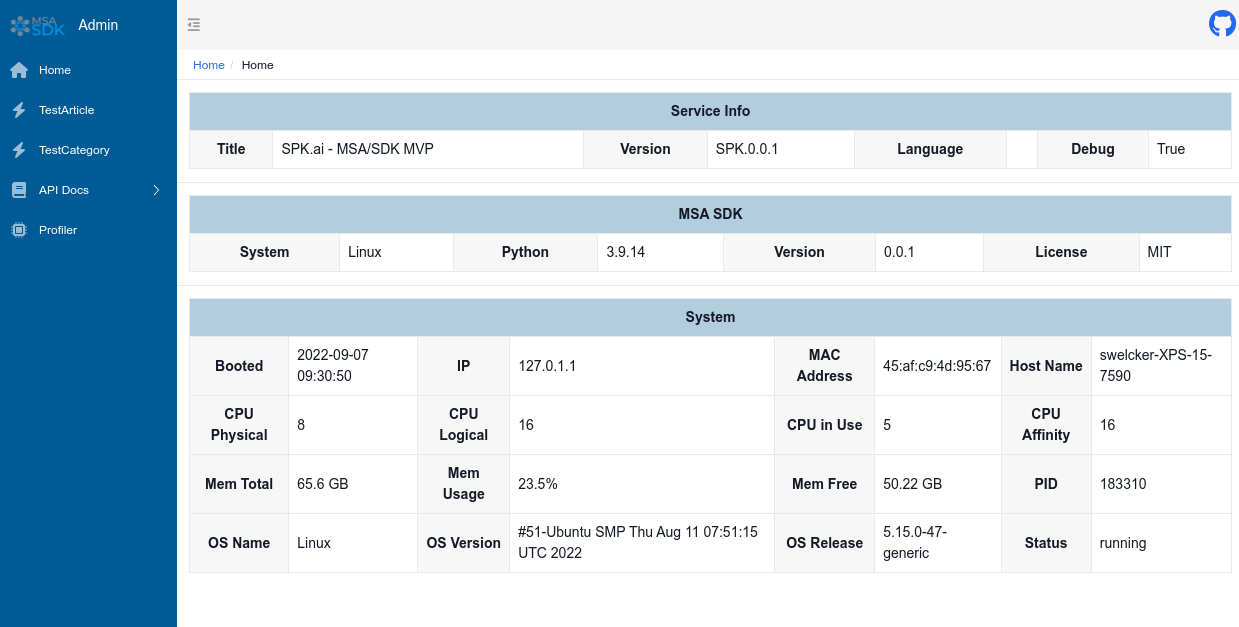 MSA
SDK
Admin
Home
TestArticle
TestCategory
API Docs
Profiler
Home / Home
Service Info
Title SPK.ai - MSA/SDK MVP Version SPK.0.0.1 Language Debug True
MSA SDK
System Linux Python 3.9.14 Version 0.0.1 License MIT
System
Booted
2022-09-07
09:30:50
IP
127.0.1.1
MAC
Address
45:af:c9:4d:95:67
Host Name
swelcker-XPS-15-
7590
CPU
Physical
8
CPU
Logical
16
CPU in Use
5
CPU
Affinity
16
Mem Total
65.6 GB
Mem
Usage
23.5%
Mem Free
50.22 GB
PID
183310
OS Name
Linux
OS Version
#51-Ubuntu SMP Thu Aug 11 07:51:15
UTC 2022
OS Release
5.15.0-47-
generic
Status
running